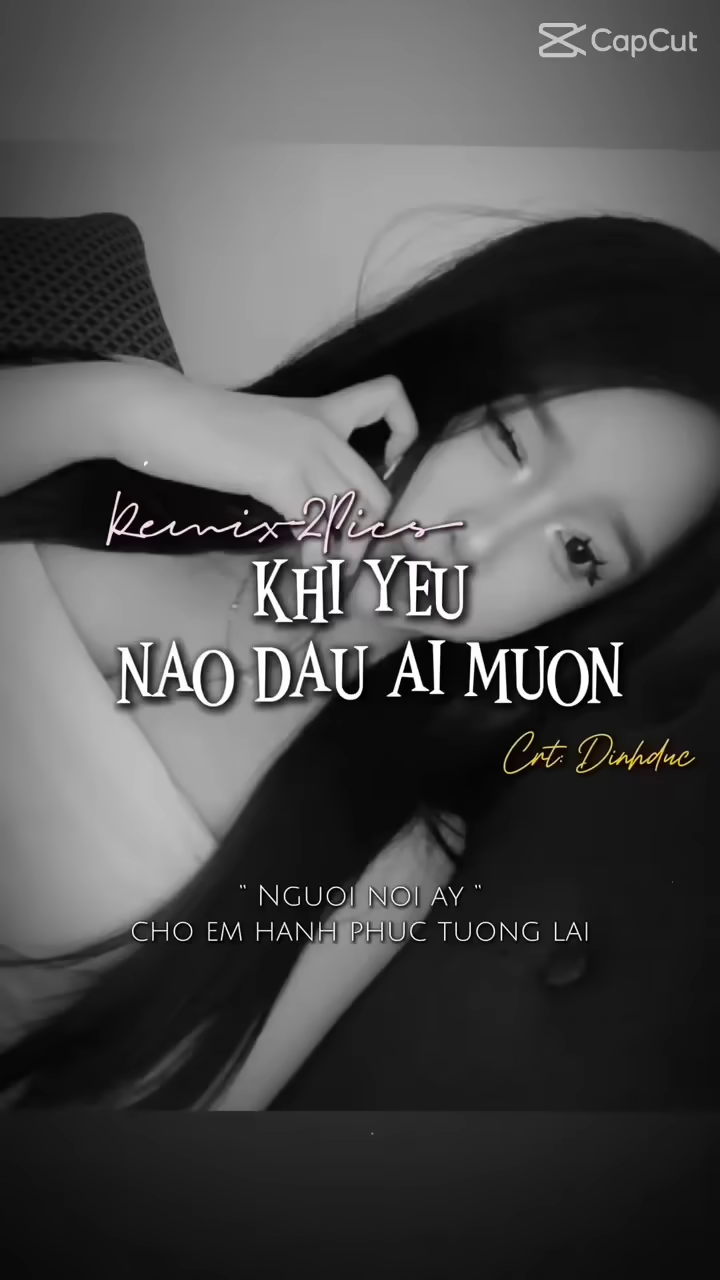 CapCut
Remix 2Pics
KHI YEU
NAO DAU AI MUON
Crt: Dinhduc
" NGUOI NOI AY "
CHO EM HANH PHUC TUONG LAI